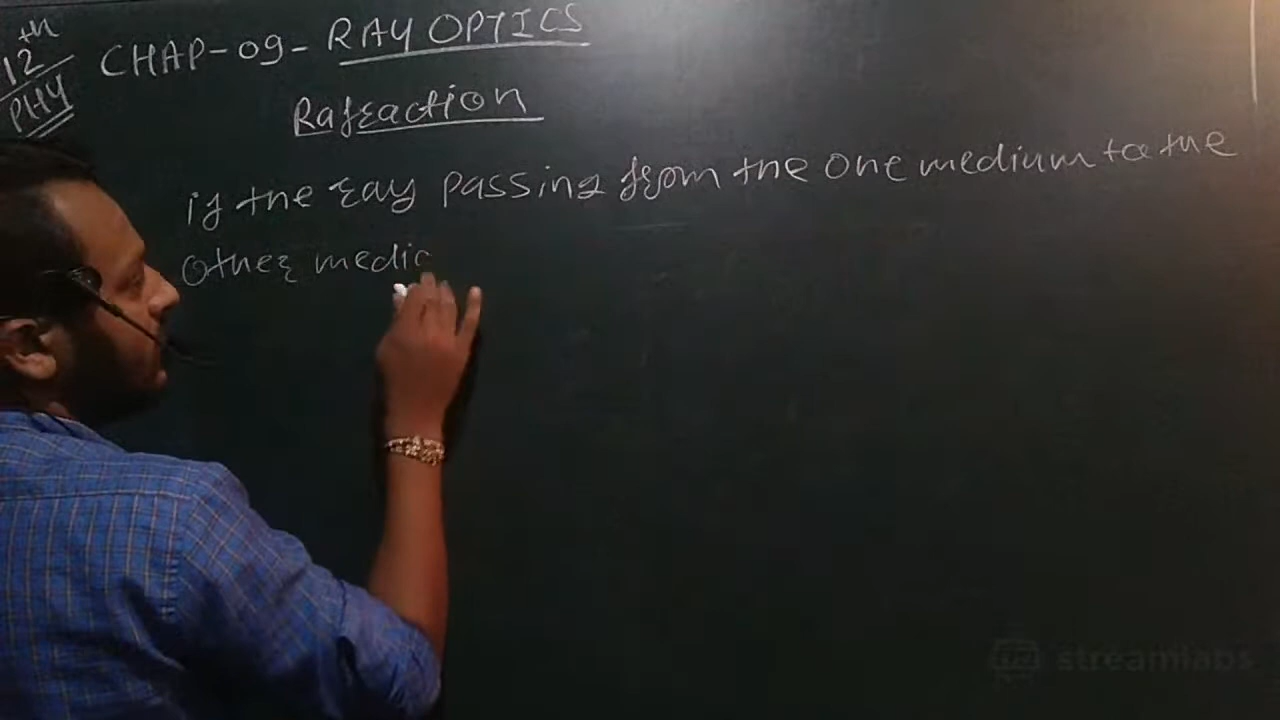 12th
PHY
CHAP-09- RAY OPTICS
Rafraction
if the ray passing from the one medium to the
other medi
streamlabs